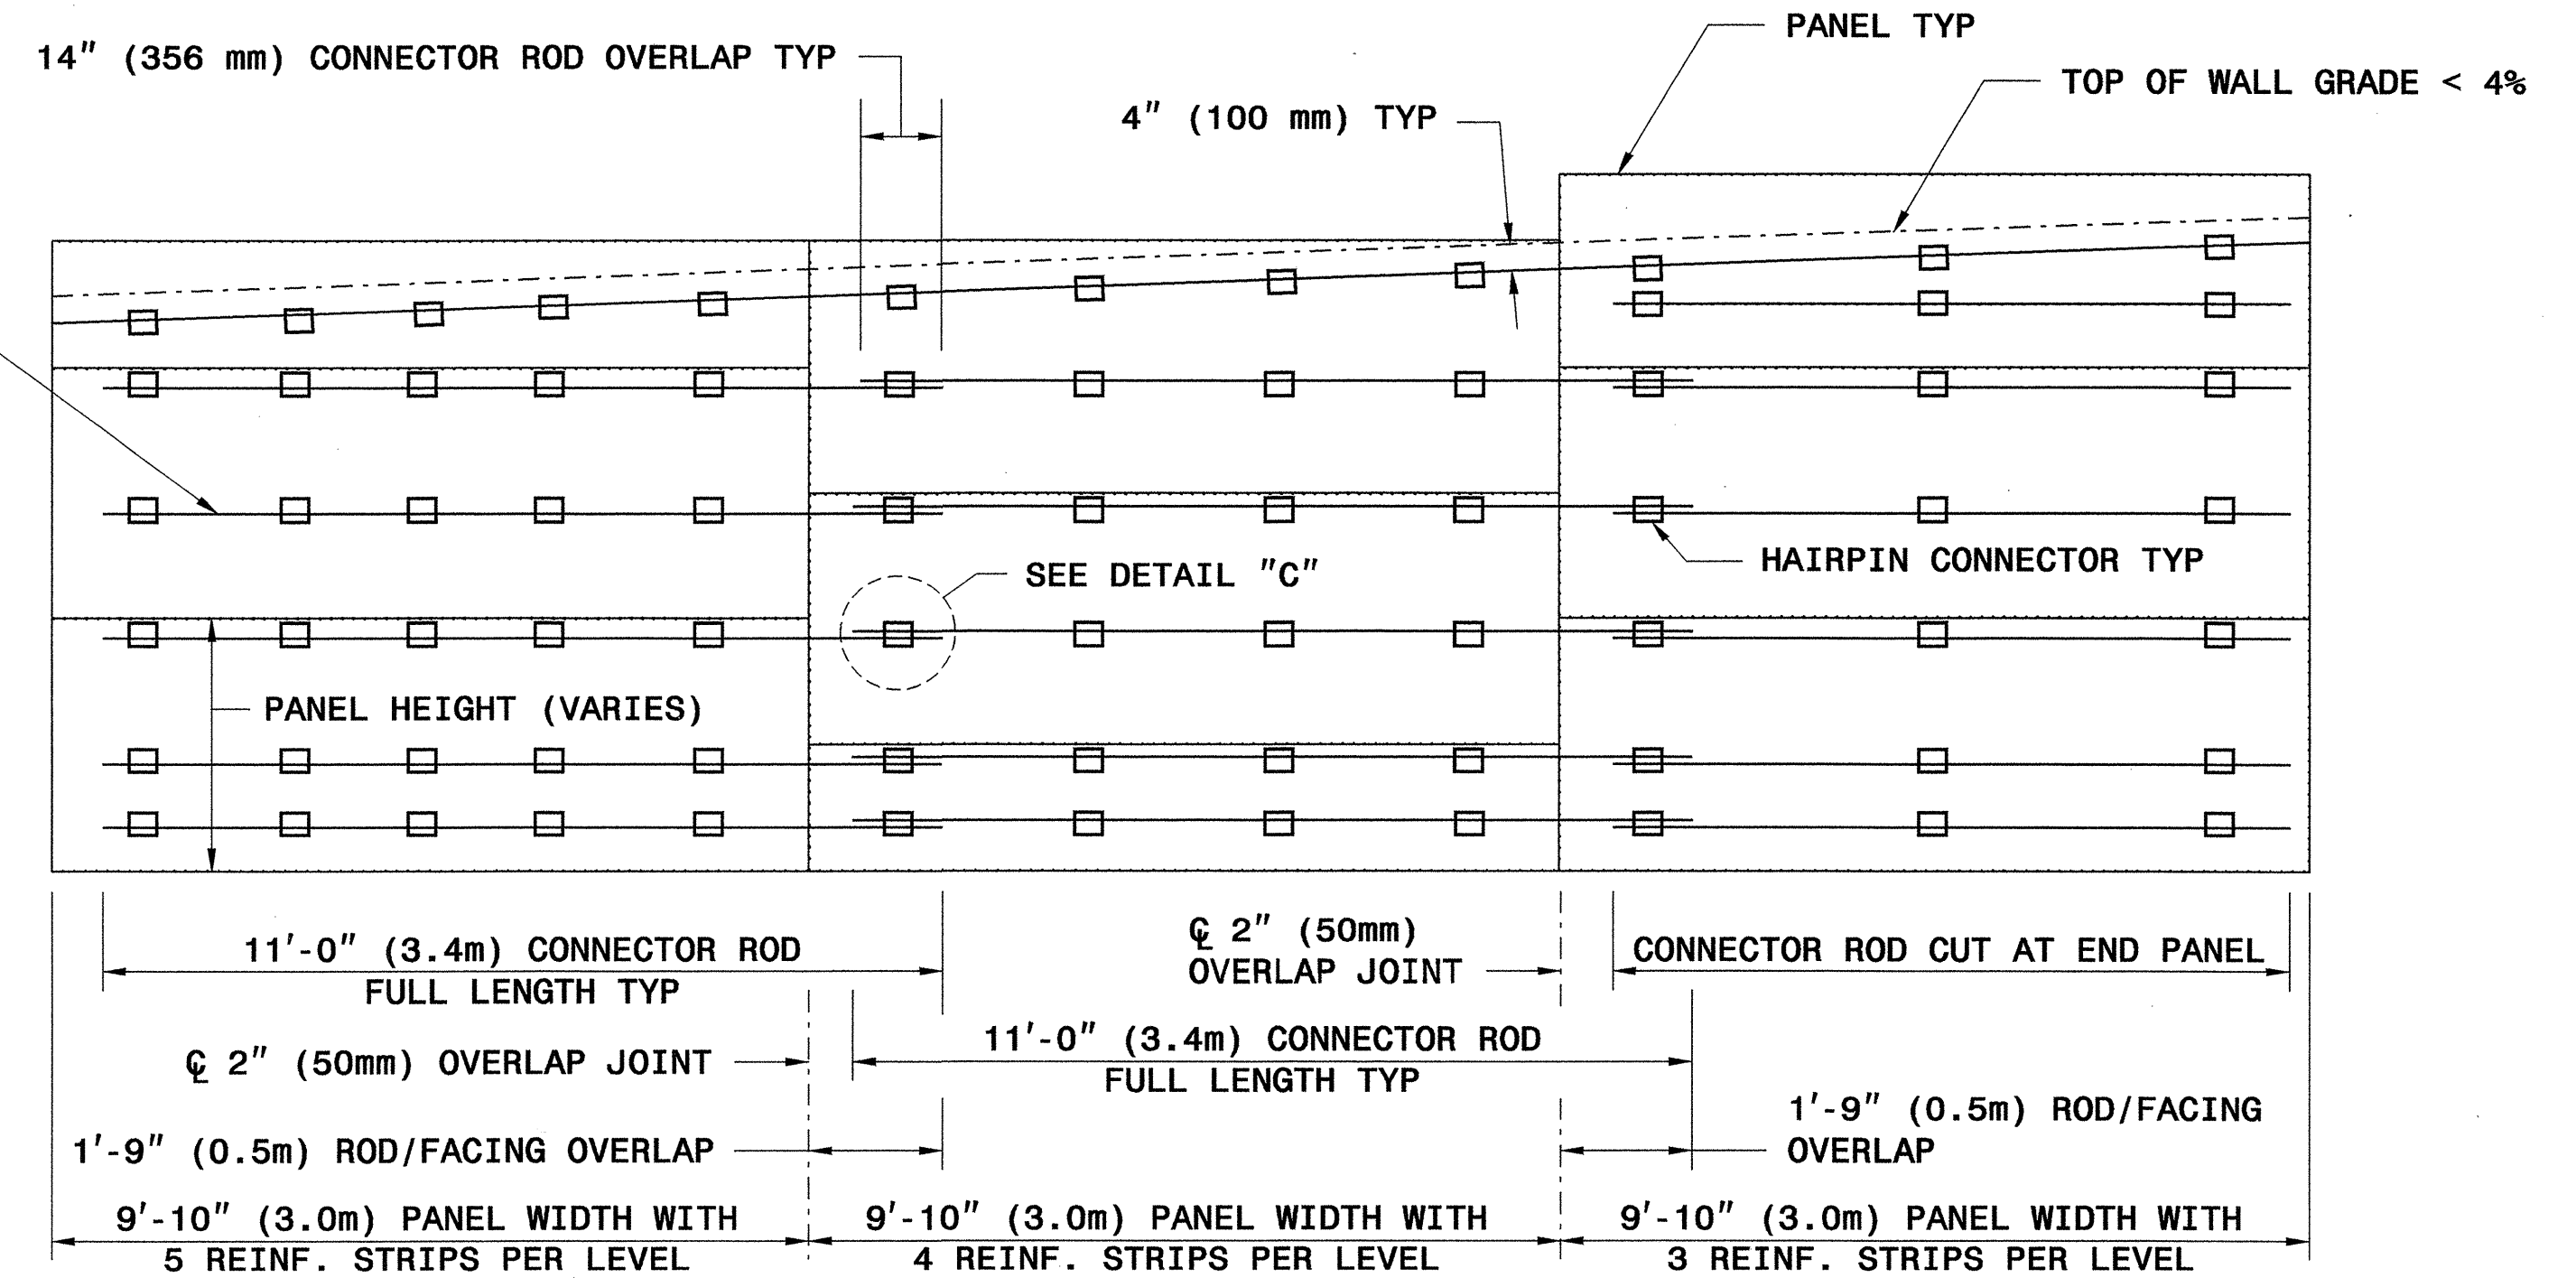 PANEL TYP
14" (356 mm) CONNECTOR ROD OVERLAP TYP
TOP OF WALL GRADE < 4%
4" (100 mm) TYP
HAIRPIN CONNECTOR TYP
SEE DETAIL "C"
PANEL HEIGHT (VARIES)
11'-0" (3.4m) CONNECTOR ROD
FULL LENGTH TYP
℄ 2" (50mm)
OVERLAP JOINT
CONNECTOR ROD CUT AT END PANEL
℄ 2" (50mm) OVERLAP JOINT
11'-0" (3.4m) CONNECTOR ROD
FULL LENGTH TYP
1'-9" (0.5m) ROD/FACING OVERLAP
1'-9" (0.5m) ROD/FACING
OVERLAP
9'-10" (3.0m) PANEL WIDTH WITH
5 REINF. STRIPS PER LEVEL
9'-10" (3.0m) PANEL WIDTH WITH
4 REINF. STRIPS PER LEVEL
9'-10" (3.0m) PANEL WIDTH WITH
3 REINF. STRIPS PER LEVEL